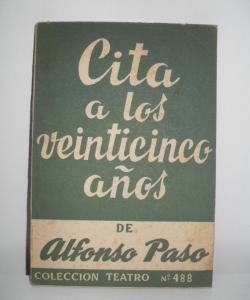 Cita
a los
veinticinco
años
DE
Alfonso Paso
COLECCION TEATRO Nº 488